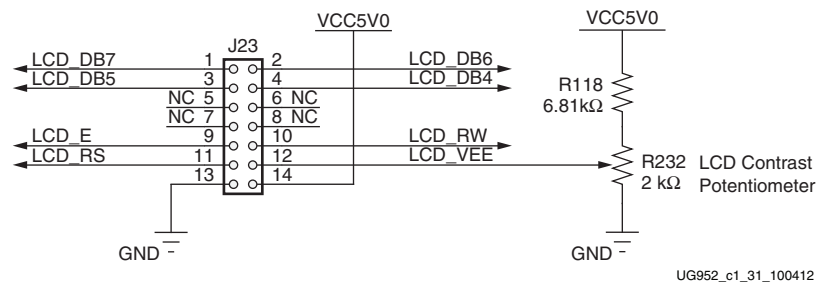 VCC5V0
VCC5V0
J23
LCD_DB7 1 2 LCD_DB6
LCD_DB5 3 4 LCD_DB4
NC 5 6 NC
NC 7 8 NC
LCD_E 9 10 LCD_RW
LCD_RS 11 12 LCD_VEE
13 14
R118
6.81kΩ
R232 LCD Contrast
2 kΩ Potentiometer
GND
GND
UG952_c1_31_100412